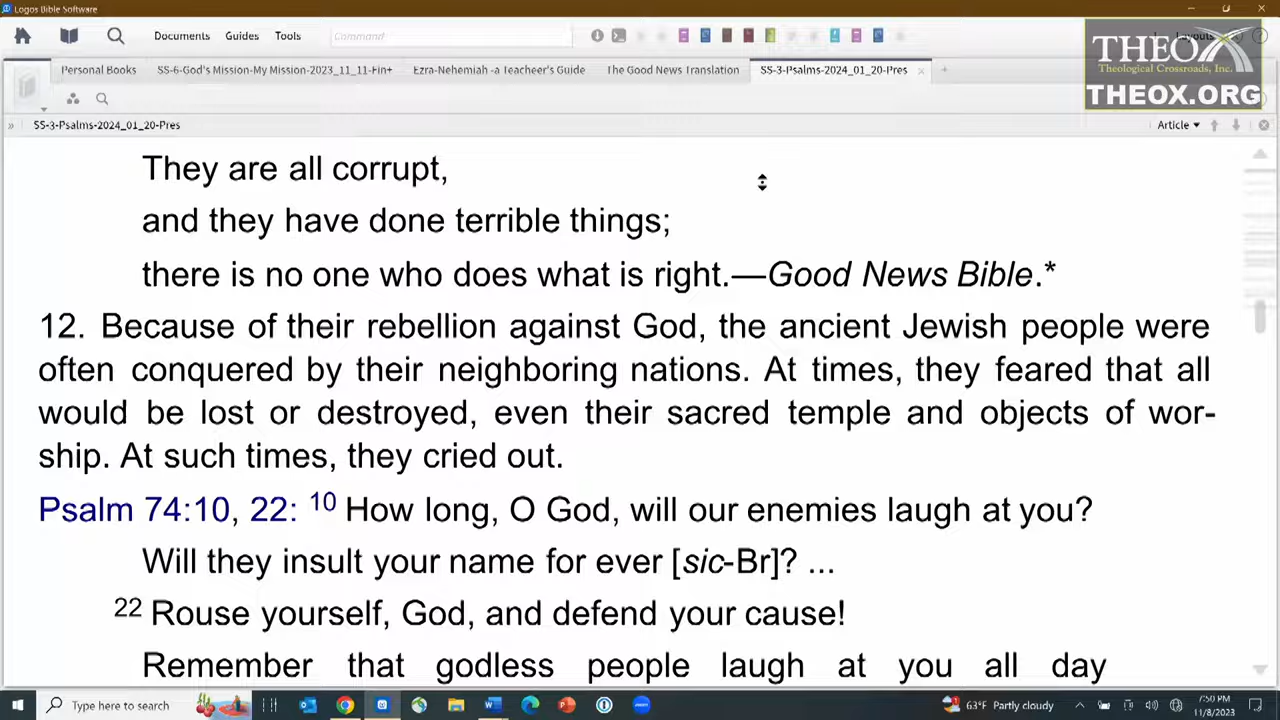 Logos Bible Software
Documents Guides Tools Command
THEOX
Theological Crossroads, Inc.
THEOX.ORG
Personal Books SS-6-God's Mission-My Mission-2023_11_11-Fin+ The Good News Translation SS-3-Psalms-2024_01_20-Pres
SS-3-Psalms-2024_01_20-Pres Article
They are all corrupt,
and they have done terrible things;
there is no one who does what is right.—Good News Bible.*
12. Because of their rebellion against God, the ancient Jewish people were
often conquered by their neighboring nations. At times, they feared that all
would be lost or destroyed, even their sacred temple and objects of wor-
ship. At such times, they cried out.
Psalm 74:10, 22: 10 How long, O God, will our enemies laugh at you?
Will they insult your name for ever [sic-Br]? ...
22 Rouse yourself, God, and defend your cause!
Remember that godless people laugh at you all day
Type here to search 63°F Partly cloudy 7:50 PM
11/8/2023